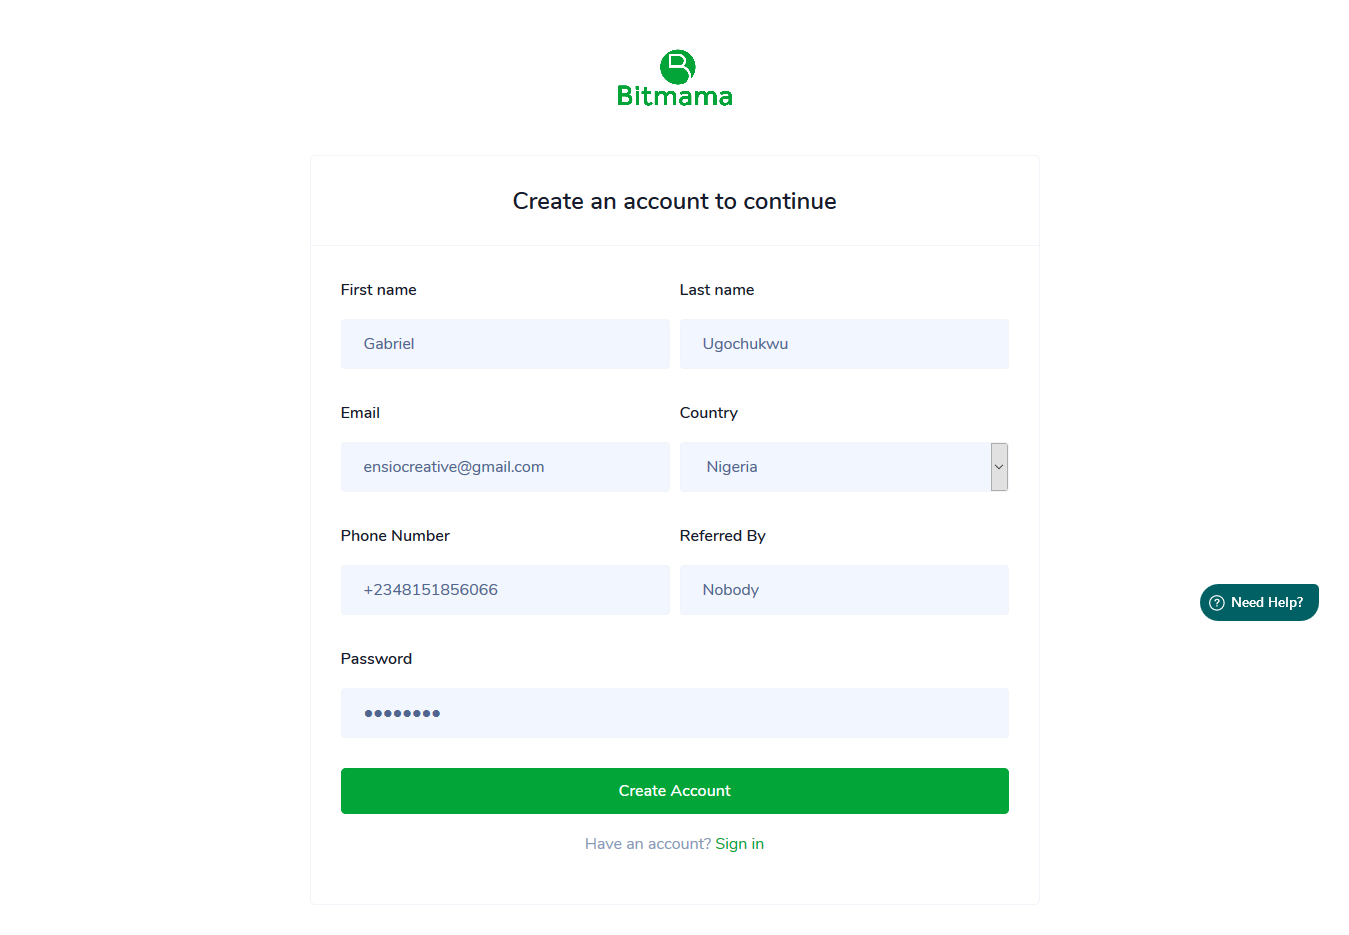 Bitmama
Create an account to continue
First name
Last name
Gabriel
Ugochukwu
Email
Country
ensiocreative@gmail.com
Nigeria
Phone Number
Referred By
+2348151856066
Nobody
Need Help?
Password
Create Account
Have an account? Sign in